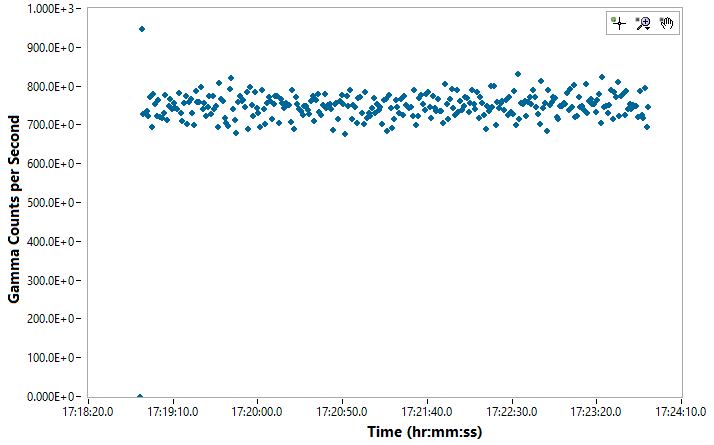 1.000E+3
900.0E+0
800.0E+0
700.0E+0
600.0E+0
500.0E+0
400.0E+0
300.0E+0
200.0E+0
100.0E+0
0.000E+0
Gamma Counts per Second
17:18:20.0 17:19:10.0 17:20:00.0 17:20:50.0 17:21:40.0 17:22:30.0 17:23:20.0 17:24:10.0
Time (hr:mm:ss)